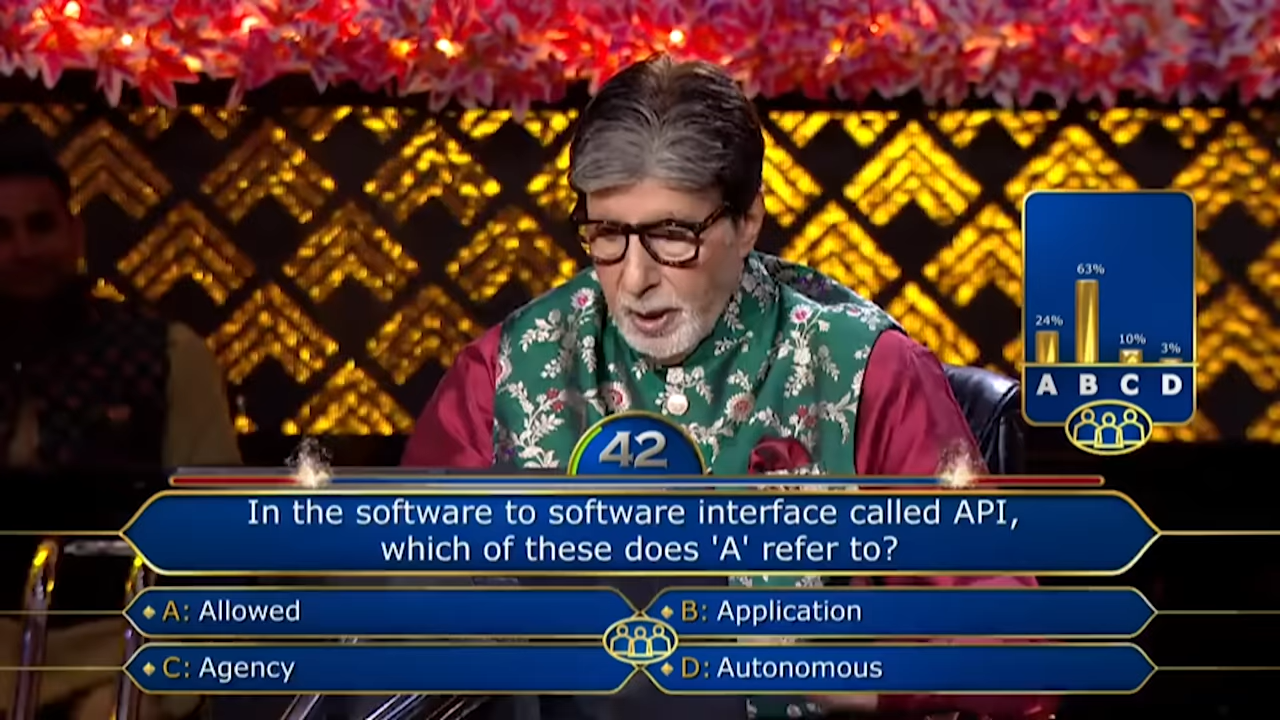 24%
63%
10%
3%
A B C D
42
In the software to software interface called API,
which of these does 'A' refer to?
A: Allowed
B: Application
C: Agency
D: Autonomous